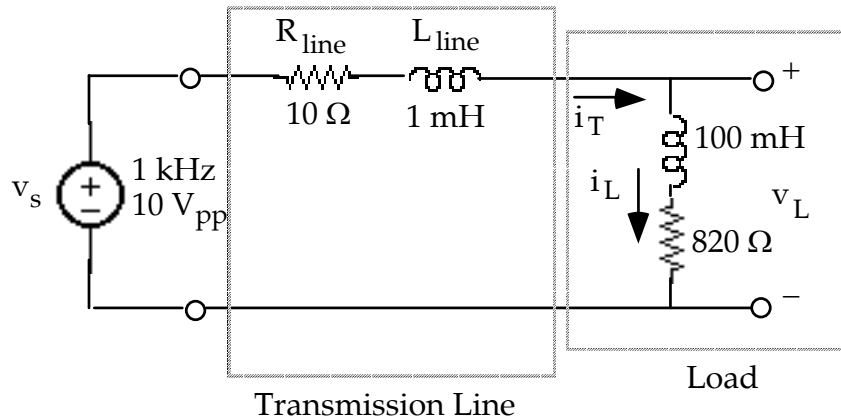 R line
L line
10 Ω
1 mH
+
i T
100 mH
1 kHz
10 V pp
v s
+
−
i L
v L
820 Ω
−
Load
Transmission Line